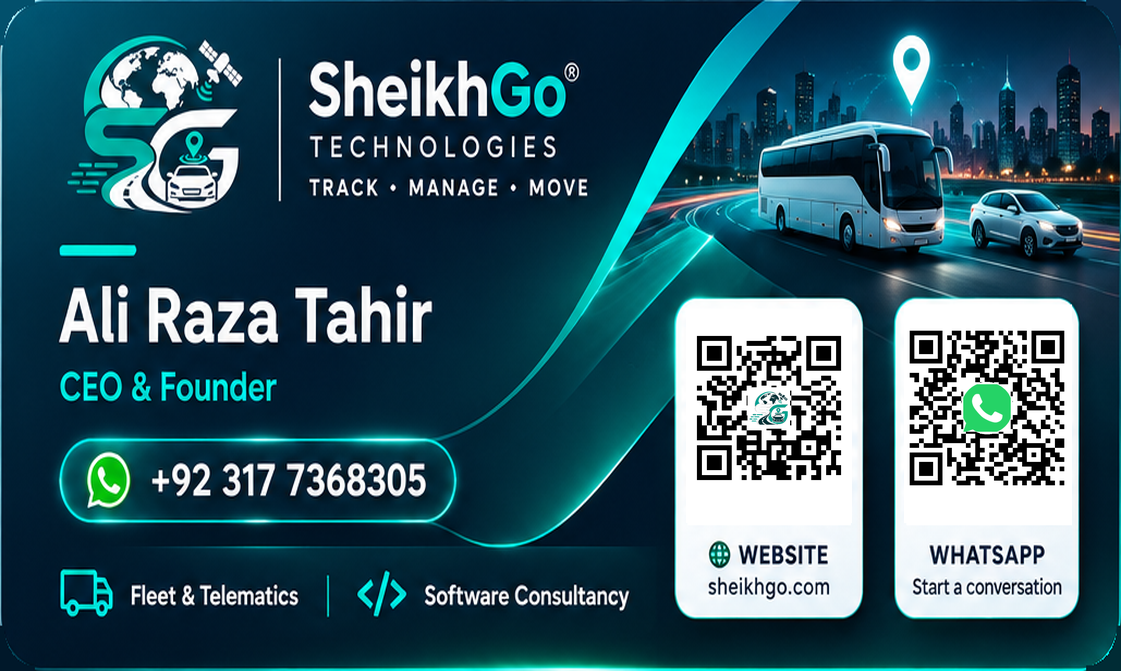 SheikhGo®
TECHNOLOGIES
TRACK • MANAGE • MOVE
SG
Ali Raza Tahir
CEO & Founder
+92 317 7368305
Fleet & Telematics
</> Software Consultancy
WEBSITE
sheikhgo.com
WHATSAPP
Start a conversation